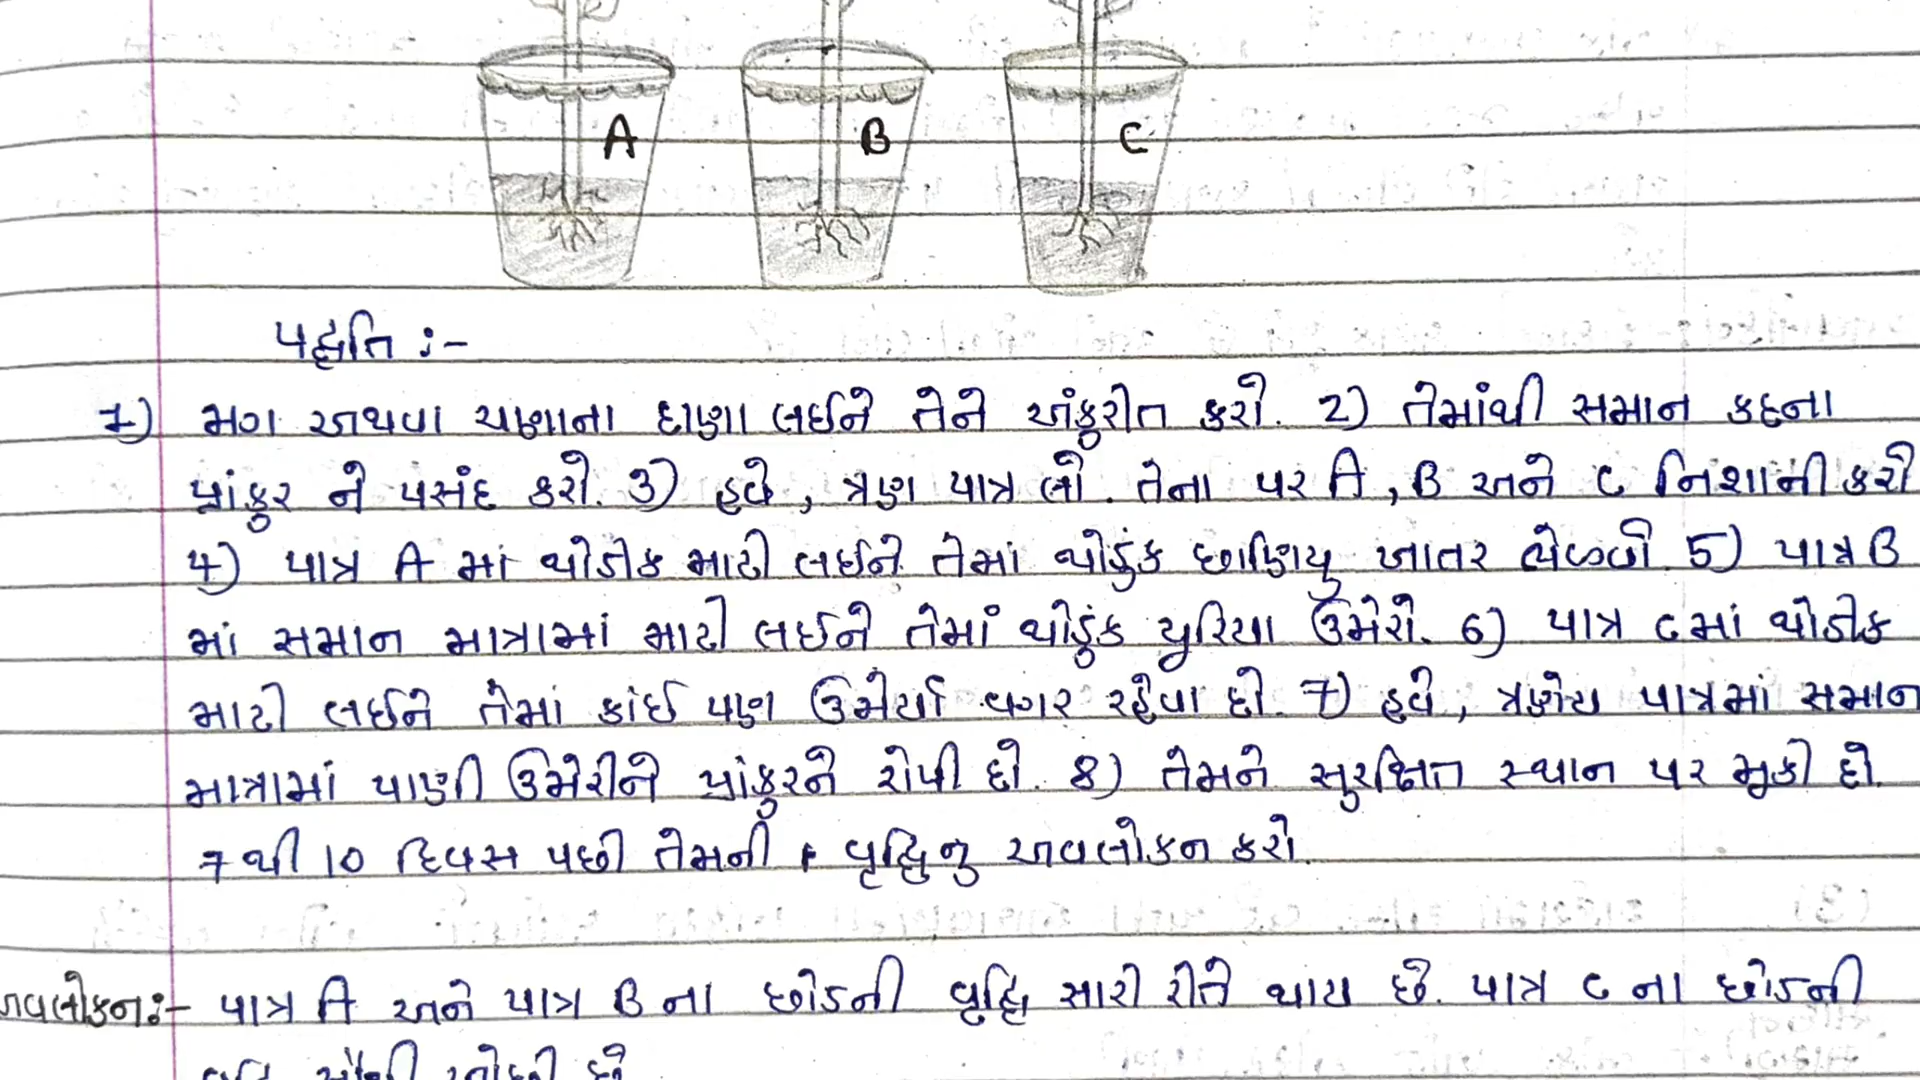 A B C
પદ્ધતિ :-
1) મગ અથવા ચણાના દાણા લઈને તેને અંકુરીત કરો. 2) તેમાંથી સમાન કદના
પ્રાંકુર ને પસંદ કરો. 3) હવે, ત્રણ પાત્ર લો. તેના પર A, B અને C નિશાની કરો
4) પાત્ર A માં થોડીક માટી લઈને તેમાં થોડુંક છાણિયુ ખાતર ભેળવો. 5) પાત્ર B
માં સમાન માત્રામાં માટી લઈને તેમાં થોડુંક યુરિયા ઉમેરો. 6) પાત્ર C માં થોડીક
માટી લઈને તેમાં કાંઈ પણ ઉમેર્યા વગર રહેવા દો. 7) હવે, ત્રણેય પાત્રમાં સમાન
માત્રામાં પાણી ઉમેરીને પ્રાંકુરને રોપી દો. 8) તેમને સુરક્ષિત સ્થાન પર મૂકી દો.
7 થી 10 દિવસ પછી તેમની વૃદ્ધિનુ અવલોકન કરો.
અવલોકન:- પાત્ર A અને પાત્ર B ના છોડની વૃદ્ધિ સારી રીતે થાય છે. પાત્ર C ના છોડની